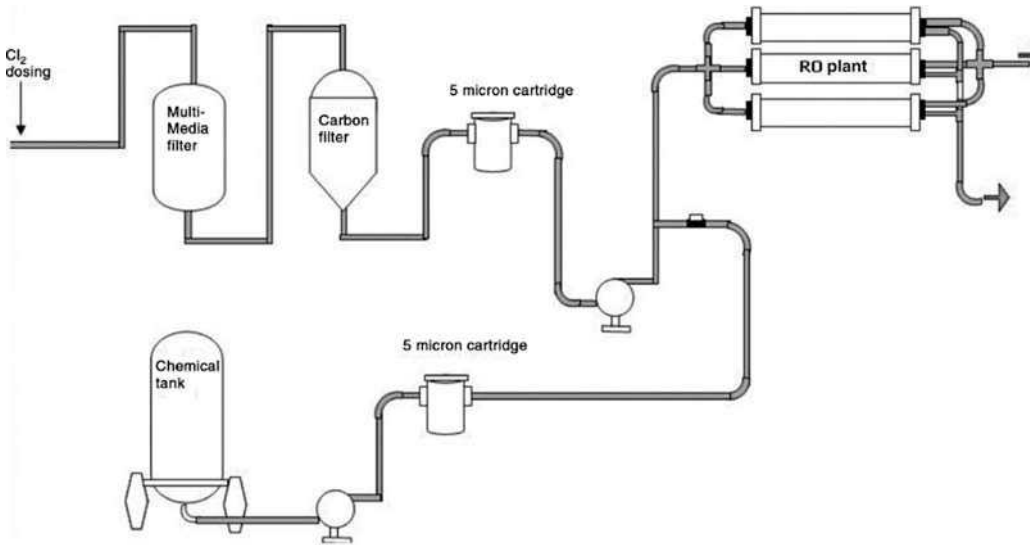 Cl₂
dosing
Multi-
Media
filter
Carbon
filter
5 micron cartridge
RO plant
5 micron cartridge
Chemical
tank